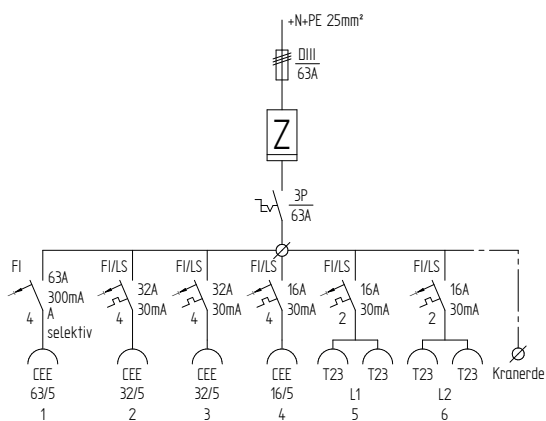 +N+PE 25mm²
DIII
63A
Z
3P
63A
FI FI/LS FI/LS FI/LS FI/LS FI/LS
63A 32A 32A 16A 16A 16A
300mA 30mA 30mA 30mA 30mA 30mA
4 A 4 4 4 2 2
selektiv
CEE CEE CEE CEE T23 T23 T23 T23 Kranerde
63/5 32/5 32/5 16/5 L1 L2
1 2 3 4 5 6